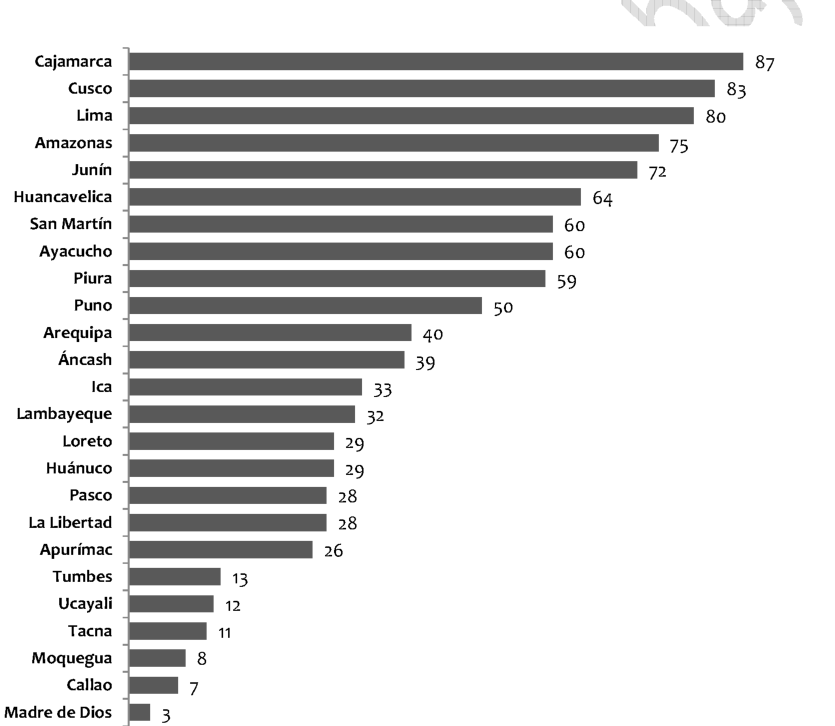 Cajamarca 87
Cusco 83
Lima 80
Amazonas 75
Junín 72
Huancavelica 64
San Martín 60
Ayacucho 60
Piura 59
Puno 50
Arequipa 40
Áncash 39
Ica 33
Lambayeque 32
Loreto 29
Huánuco 29
Pasco 28
La Libertad 28
Apurímac 26
Tumbes 13
Ucayali 12
Tacna 11
Moquegua 8
Callao 7
Madre de Dios 3